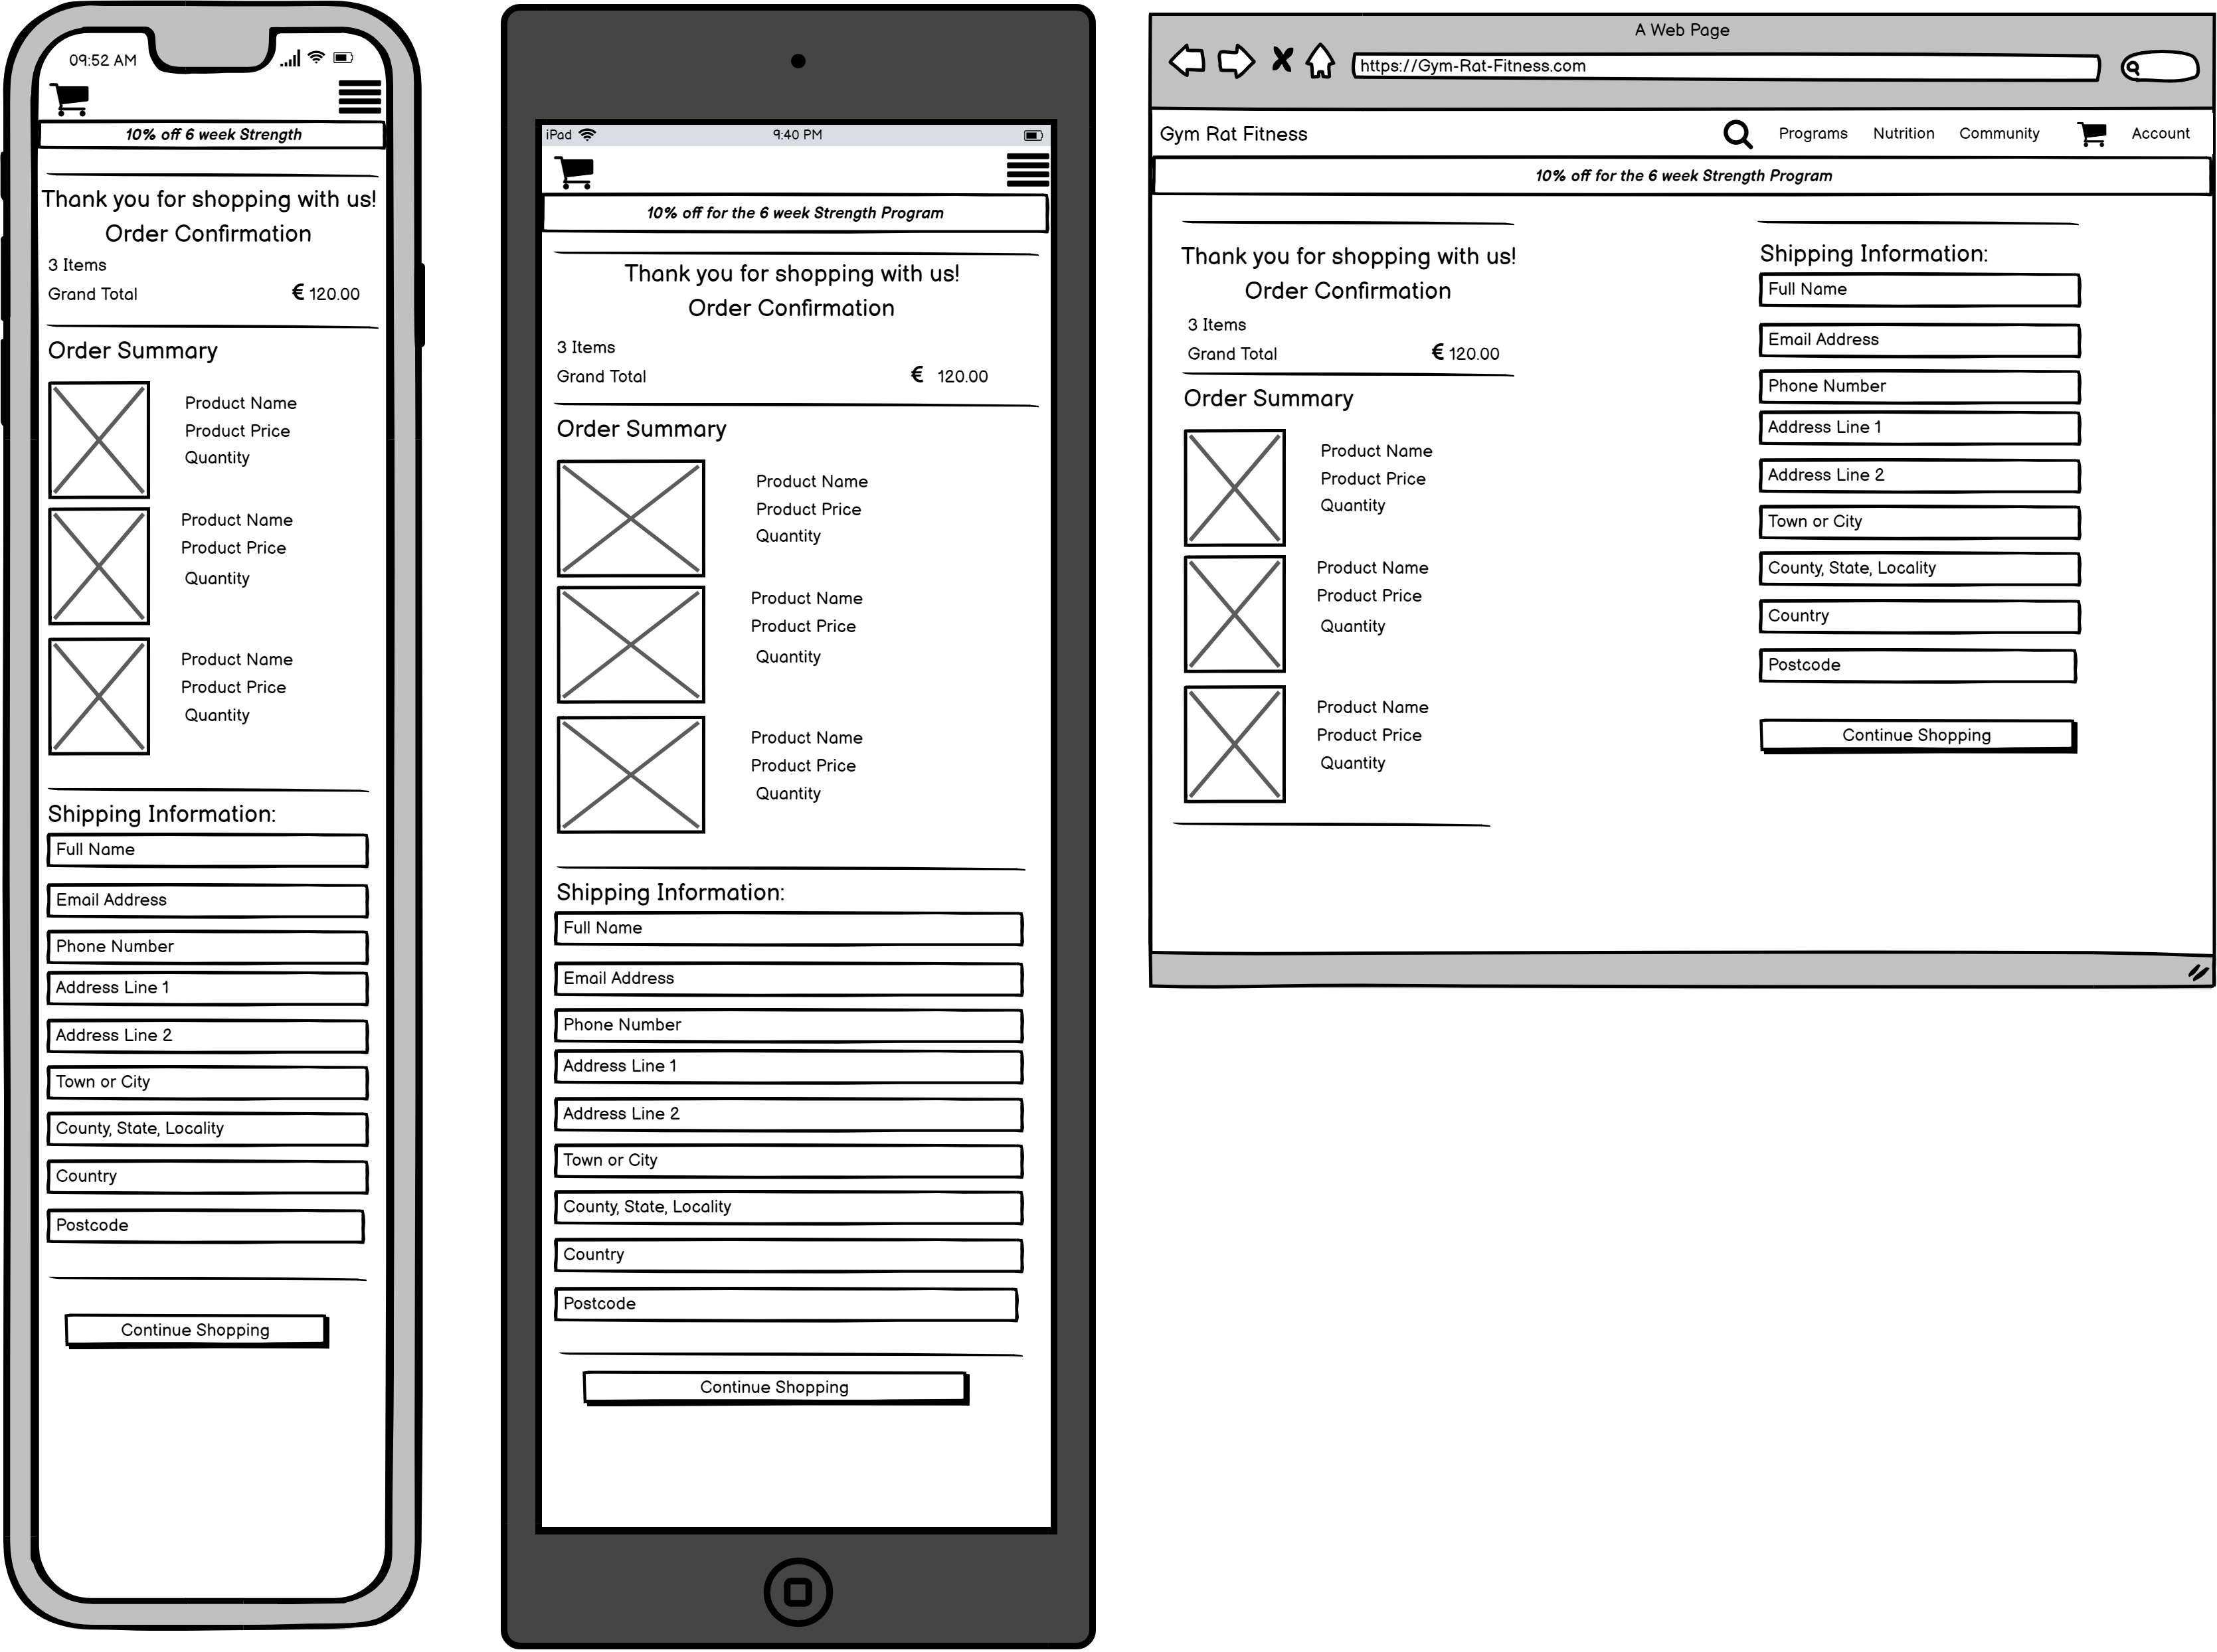 09:52 AM
10% off 6 week Strength
Thank you for shopping with us!
Order Confirmation
3 Items
Grand Total € 120.00
Order Summary
Product Name
Product Price
Quantity
Product Name
Product Price
Quantity
Product Name
Product Price
Quantity
Shipping Information:
Full Name
Email Address
Phone Number
Address Line 1
Address Line 2
Town or City
County, State, Locality
Country
Postcode
Continue Shopping
iPad 9:40 PM
10% off for the 6 week Strength Program
Thank you for shopping with us!
Order Confirmation
3 Items
Grand Total € 120.00
Order Summary
Product Name
Product Price
Quantity
Product Name
Product Price
Quantity
Product Name
Product Price
Quantity
Shipping Information:
Full Name
Email Address
Phone Number
Address Line 1
Address Line 2
Town or City
County, State, Locality
Country
Postcode
Continue Shopping
A Web Page
https://Gym-Rat-Fitness.com
Gym Rat Fitness Programs Nutrition Community Account
10% off for the 6 week Strength Program
Thank you for shopping with us!
Order Confirmation
3 Items
Grand Total € 120.00
Order Summary
Product Name
Product Price
Quantity
Product Name
Product Price
Quantity
Product Name
Product Price
Quantity
Shipping Information:
Full Name
Email Address
Phone Number
Address Line 1
Address Line 2
Town or City
County, State, Locality
Country
Postcode
Continue Shopping